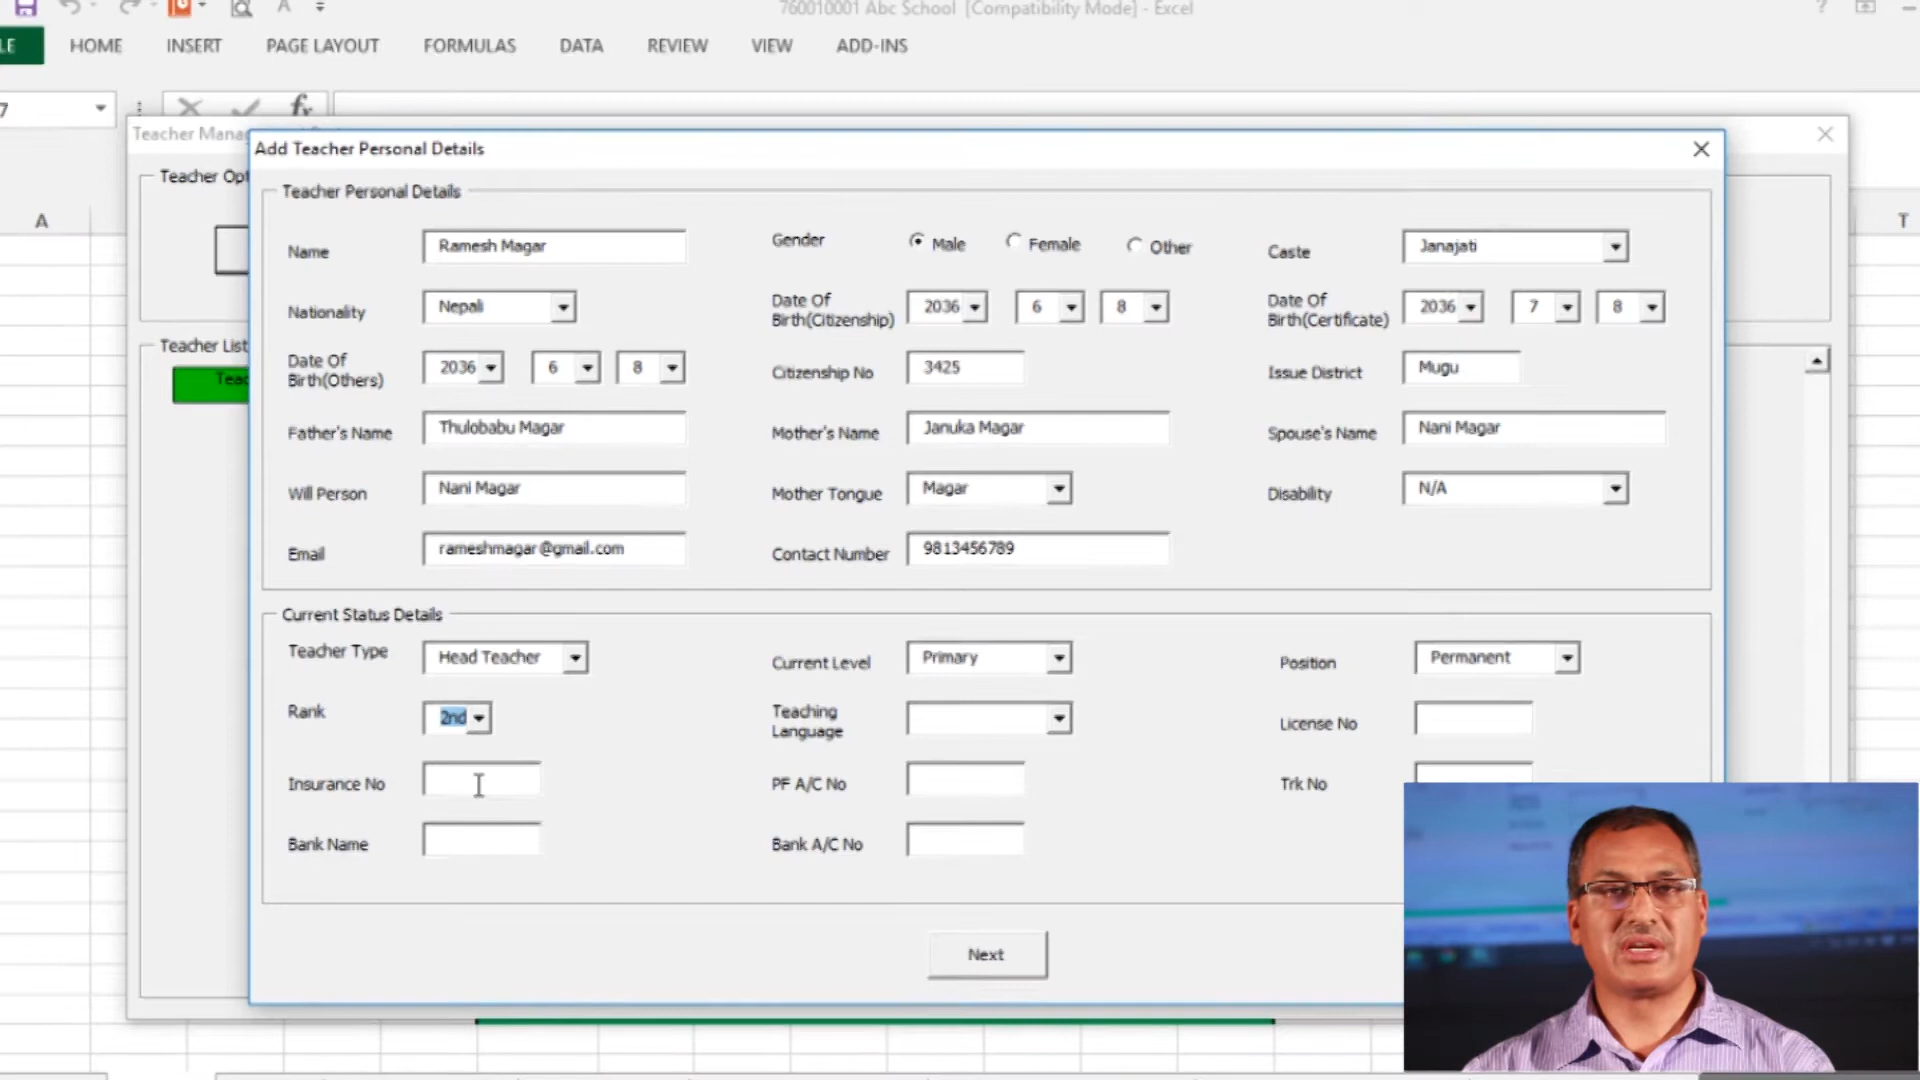 760010001 Abc School [Compatibility Mode] - Excel
HOME INSERT PAGE LAYOUT FORMULAS DATA REVIEW VIEW ADD-INS
fx
Add Teacher Personal Details
A
T
Teacher Personal Details
Name Ramesh Magar Gender Male Female Other Caste Janajati
Nationality Nepali Date Of Birth(Citizenship) 2036 6 8 Date Of Birth(Certificate) 2036 7 8
Date Of Birth(Others) 2036 6 8 Citizenship No 3425 Issue District Mugu
Father's Name Thulobabu Magar Mother's Name Januka Magar Spouse's Name Nani Magar
Will Person Nani Magar Mother Tongue Magar Disability N/A
Email rameshmagar@gmail.com Contact Number 9813456789
Teacher List
Current Status Details
Teacher Type Head Teacher Current Level Primary Position Permanent
Rank 2nd Teaching Language License No
Insurance No PF A/C No Trk No
Bank Name Bank A/C No
Next